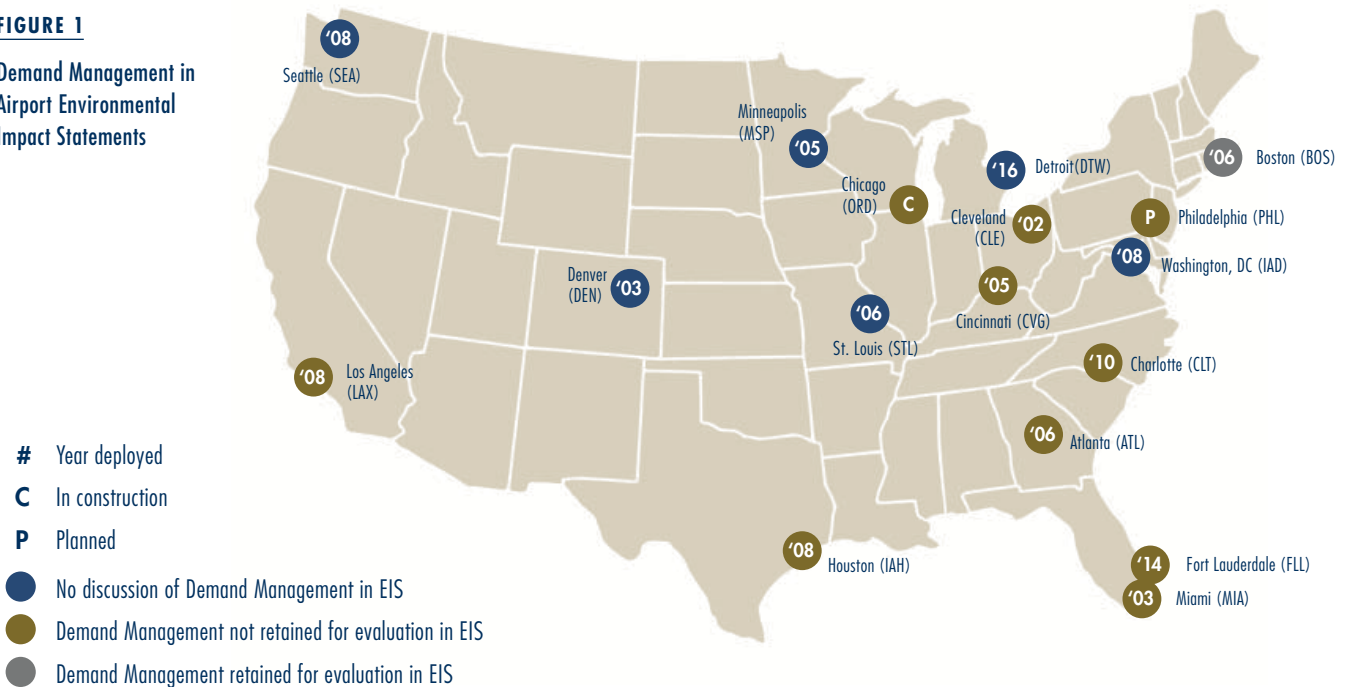 FIGURE 1
Demand Management in
Airport Environmental
Impact Statements
‘08
Seattle (SEA)
Minneapolis
(MSP)
‘05
‘16
Detroit(DTW)
‘06
Boston (BOS)
Chicago
(ORD)
C
Cleveland
(CLE)
‘02
P
Philadelphia (PHL)
‘08
Washington, DC (IAD)
Denver
(DEN)
‘03
‘05
Cincinnati (CVG)
‘06
St. Louis (STL)
‘08
Los Angeles
(LAX)
‘10
Charlotte (CLT)
‘06
Atlanta (ATL)
‘08
Houston (IAH)
‘14
Fort Lauderdale (FLL)
‘03
Miami (MIA)
# Year deployed
C In construction
P Planned
No discussion of Demand Management in EIS
Demand Management not retained for evaluation in EIS
Demand Management retained for evaluation in EIS